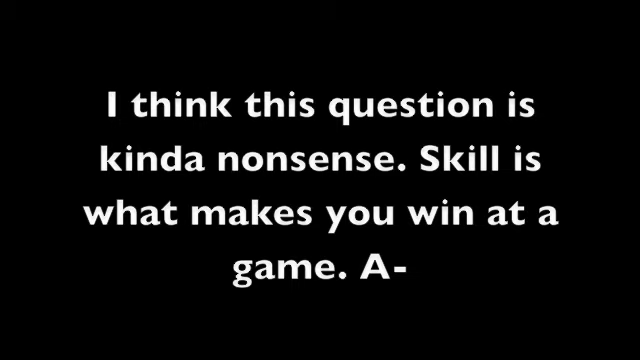 I think this question is
kinda nonsense. Skill is
what makes you win at a
game. A-